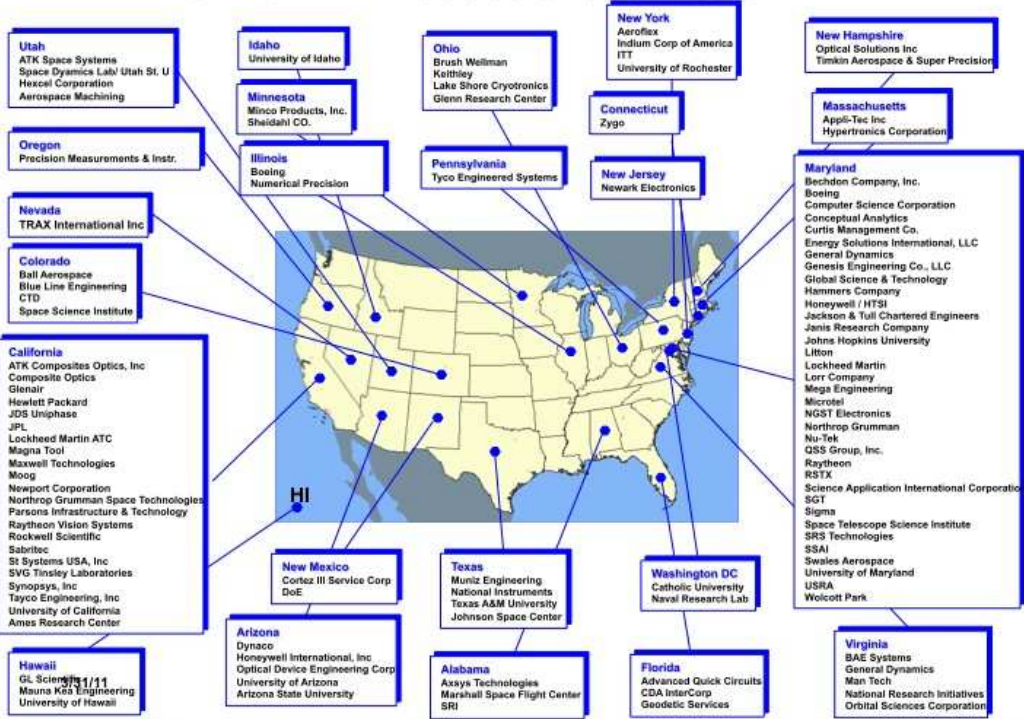 Utah
ATK Space Systems
Space Dyamics Lab/ Utah St. U
Hexcel Corporation
Aerospace Machining
Idaho
University of Idaho
Minnesota
Minco Products, Inc.
Sheidahl CO.
Illinois
Boeing
Numerical Precision
Ohio
Brush Wellman
Keithley
Lake Shore Cryotronics
Glenn Research Center
Pennsylvania
Tyco Engineered Systems
New York
Aeroflex
Indium Corp of America
ITT
University of Rochester
Connecticut
Zygo
New Jersey
Newark Electronics
New Hampshire
Optical Solutions Inc
Timkin Aerospace & Super Precision
Massachusetts
Appli-Tec Inc
Hypertronics Corporation
Oregon
Precision Measurements & Instr.
Nevada
TRAX International Inc
Colorado
Ball Aerospace
Blue Line Engineering
CTD
Space Science Institute
California
ATK Composites Optics, Inc
Composite Optics
Glenair
Hewlett Packard
JDS Uniphase
JPL
Lockheed Martin ATC
Magna Tool
Maxwell Technologies
Moog
Newport Corporation
Northrop Grumman Space Technologies
Parsons Infrastructure & Technology
Raytheon Vision Systems
Rockwell Scientific
Sabritec
St Systems USA, Inc
SVG Tinsley Laboratories
Synopsys, Inc
Tayco Engineering, Inc
University of California
Ames Research Center
HI
Maryland
Bechdon Company, Inc.
Boeing
Computer Science Corporation
Conceptual Analytics
Curtis Management Co.
Energy Solutions International, LLC
General Dynamics
Genesis Engineering Co., LLC
Global Science & Technology
Hammers Company
Honeywell / HTSI
Jackson & Tull Chartered Engineers
Janis Research Company
Johns Hopkins University
Litton
Lockheed Martin
Lorr Company
Mega Engineering
Microtel
NGST Electronics
Northrop Grumman
Nu-Tek
QSS Group, Inc.
Raytheon
RSTX
Science Application International Corporatio
SGT
Sigma
Space Telescope Science Institute
SRS Technologies
SSAI
Swales Aerospace
University of Maryland
USRA
Wolcott Park
Hawaii
GL Scientific
3/31/11
Mauna Kea Engineering
University of Hawaii
New Mexico
Cortez III Service Corp
DoE
Arizona
Dynaco
Honeywell International, Inc
Optical Device Engineering Corp
University of Arizona
Arizona State University
Texas
Muniz Engineering
National Instruments
Texas A&M University
Johnson Space Center
Alabama
Axsys Technologies
Marshall Space Flight Center
SRI
Washington DC
Catholic University
Naval Research Lab
Florida
Advanced Quick Circuits
CDA InterCorp
Geodetic Services
Virginia
BAE Systems
General Dynamics
Man Tech
National Research Initiatives
Orbital Sciences Corporation